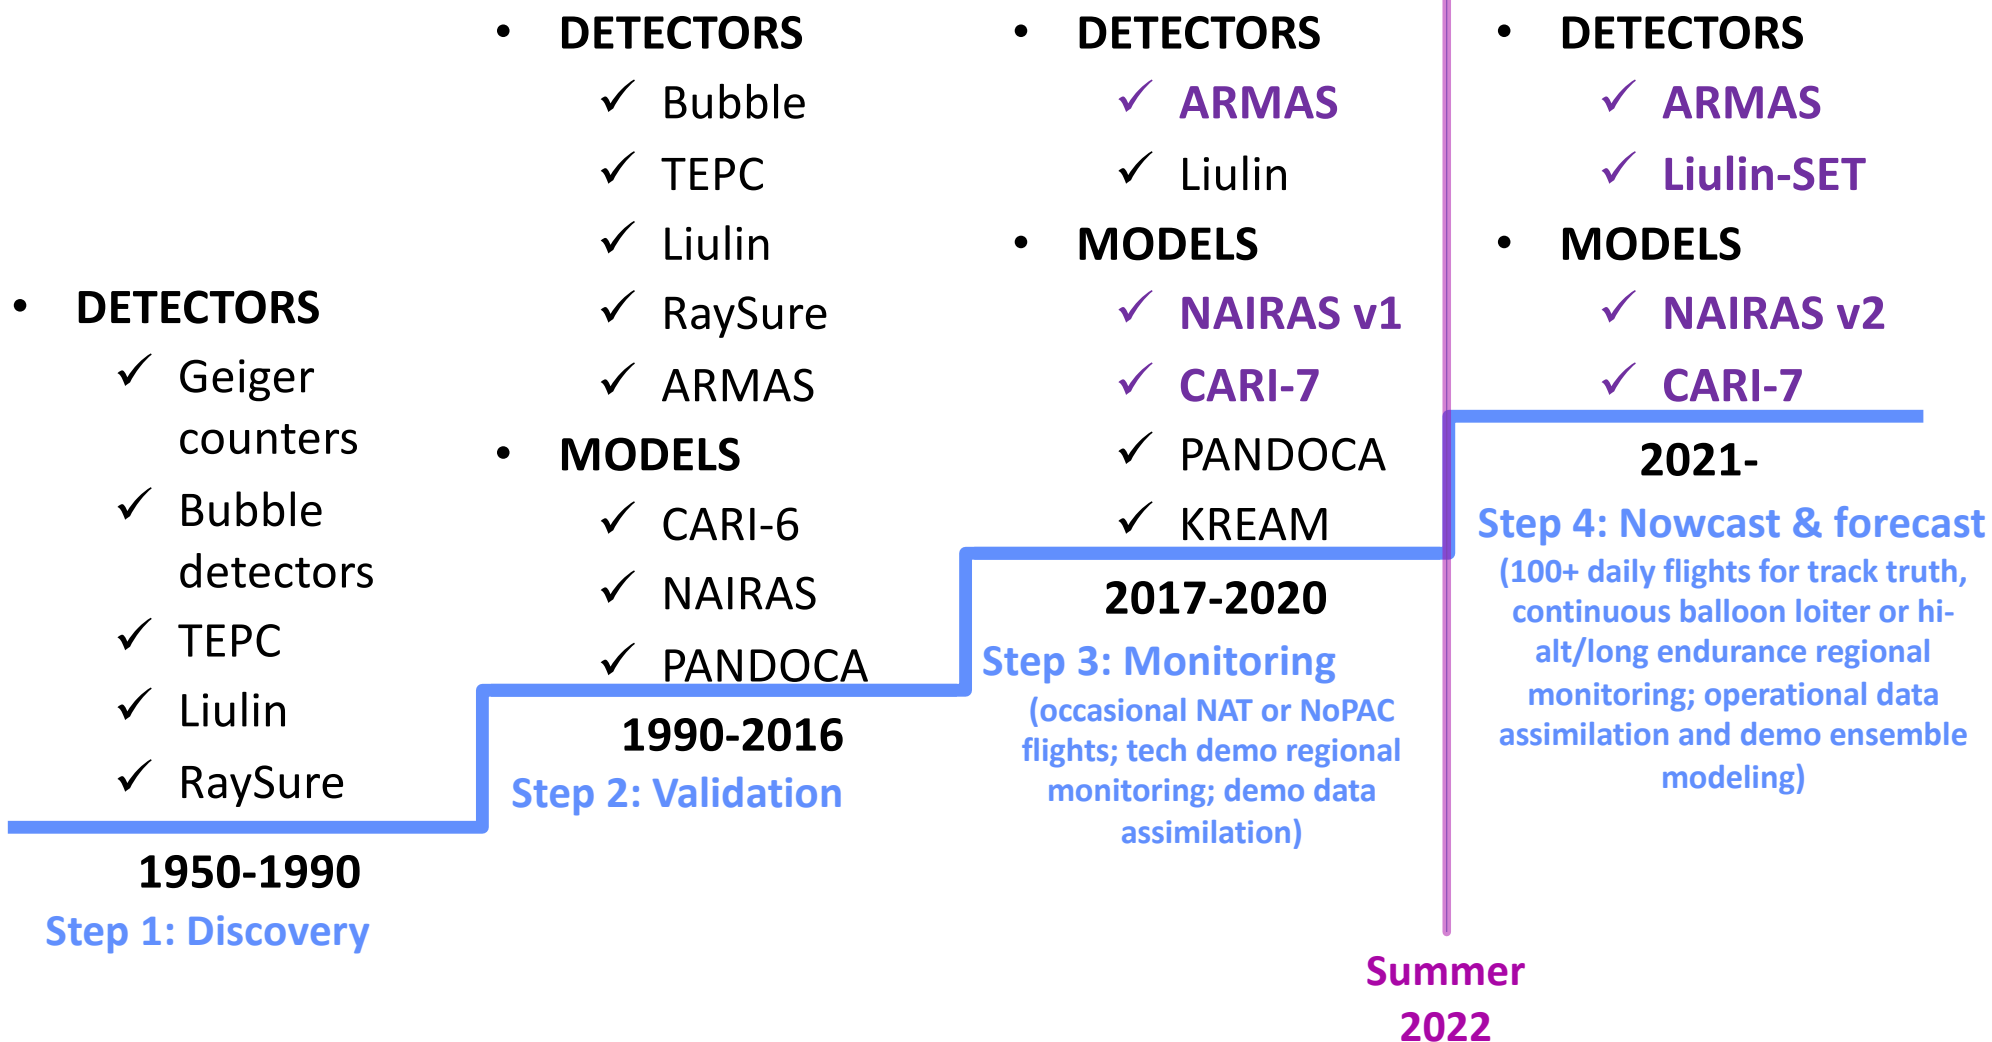 • DETECTORS
✓ Geiger
counters
✓ Bubble
detectors
✓ TEPC
✓ Liulin
✓ RaySure
1950-1990
Step 1: Discovery
• DETECTORS
✓ Bubble
✓ TEPC
✓ Liulin
✓ RaySure
✓ ARMAS
• MODELS
✓ CARI-6
✓ NAIRAS
✓ PANDOCA
1990-2016
Step 2: Validation
• DETECTORS
✓ ARMAS
✓ Liulin
• MODELS
✓ NAIRAS v1
✓ CARI-7
✓ PANDOCA
✓ KREAM
2017-2020
Step 3: Monitoring
(occasional NAT or NoPAC
flights; tech demo regional
monitoring; demo data
assimilation)
• DETECTORS
✓ ARMAS
✓ Liulin-SET
• MODELS
✓ NAIRAS v2
✓ CARI-7
2021-
Step 4: Nowcast & forecast
(100+ daily flights for track truth,
continuous balloon loiter or hi-
alt/long endurance regional
monitoring; operational data
assimilation and demo ensemble
modeling)
Summer
2022